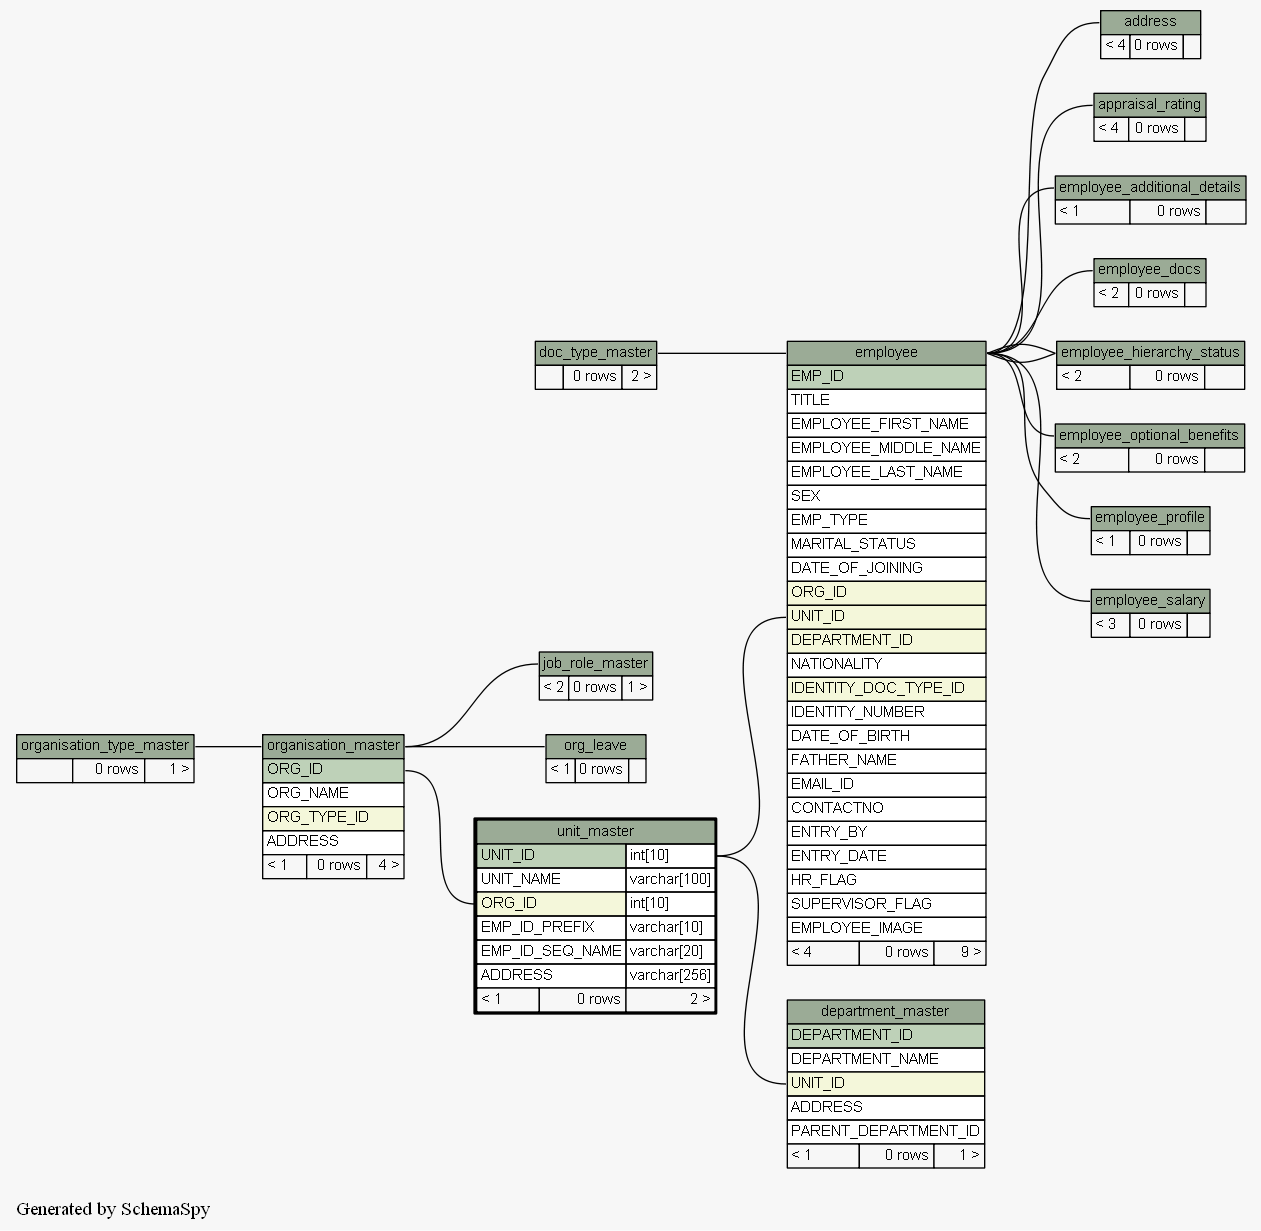 address
< 4 0 rows
appraisal_rating
< 4 0 rows
employee_additional_details
< 1 0 rows
employee_docs
< 2 0 rows
doc_type_master
0 rows 2 >
employee
EMP_ID
TITLE
EMPLOYEE_FIRST_NAME
EMPLOYEE_MIDDLE_NAME
EMPLOYEE_LAST_NAME
SEX
EMP_TYPE
MARITAL_STATUS
DATE_OF_JOINING
ORG_ID
UNIT_ID
DEPARTMENT_ID
NATIONALITY
IDENTITY_DOC_TYPE_ID
IDENTITY_NUMBER
DATE_OF_BIRTH
FATHER_NAME
EMAIL_ID
CONTACTNO
ENTRY_BY
ENTRY_DATE
HR_FLAG
SUPERVISOR_FLAG
EMPLOYEE_IMAGE
< 4 0 rows 9 >
employee_hierarchy_status
< 2 0 rows
employee_optional_benefits
< 2 0 rows
employee_profile
< 1 0 rows
employee_salary
< 3 0 rows
job_role_master
< 2 0 rows 1 >
organisation_type_master
0 rows 1 >
organisation_master
ORG_ID
ORG_NAME
ORG_TYPE_ID
ADDRESS
< 1 0 rows 4 >
org_leave
< 1 0 rows
unit_master
UNIT_ID int[10]
UNIT_NAME varchar[100]
ORG_ID int[10]
EMP_ID_PREFIX varchar[10]
EMP_ID_SEQ_NAME varchar[20]
ADDRESS varchar[256]
< 1 0 rows 2 >
department_master
DEPARTMENT_ID
DEPARTMENT_NAME
UNIT_ID
ADDRESS
PARENT_DEPARTMENT_ID
< 1 0 rows 1 >
Generated by SchemaSpy